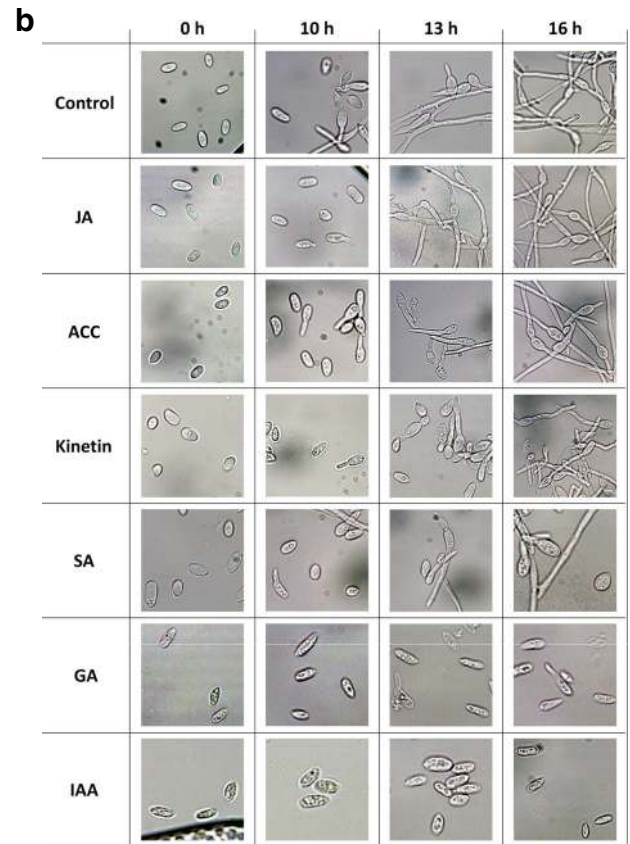 b
0 h 10 h 13 h 16 h
Control
JA
ACC
Kinetin
SA
GA
IAA